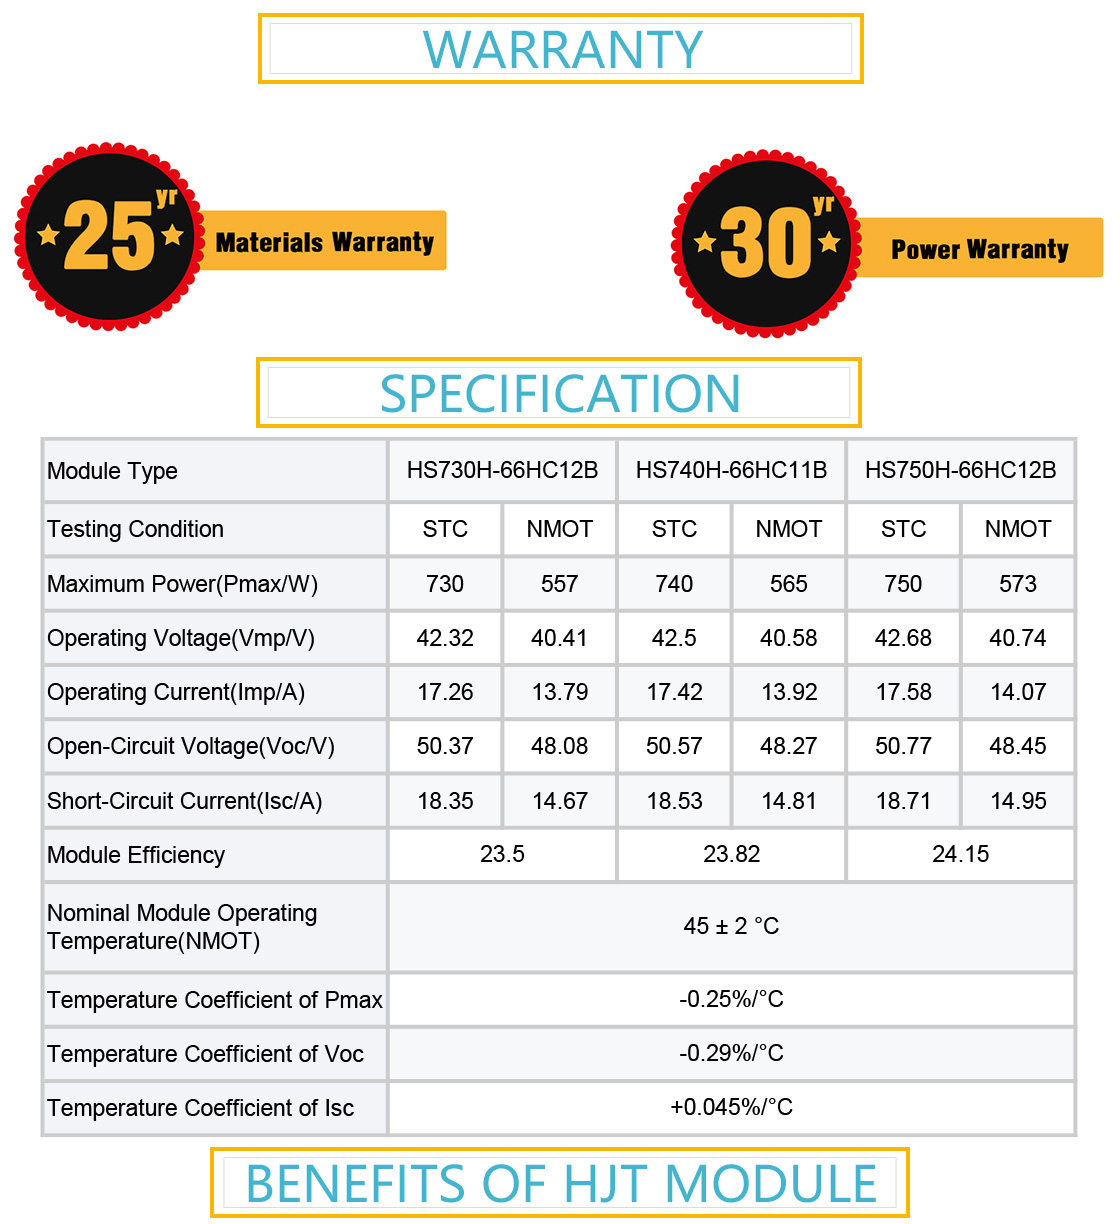 WARRANTY
25 yr Materials Warranty
30 yr Power Warranty
SPECIFICATION
Module Type HS730H-66HC12B HS740H-66HC11B HS750H-66HC12B
Testing Condition STC NMOT STC NMOT STC NMOT
Maximum Power(Pmax/W) 730 557 740 565 750 573
Operating Voltage(Vmp/V) 42.32 40.41 42.5 40.58 42.68 40.74
Operating Current(Imp/A) 17.26 13.79 17.42 13.92 17.58 14.07
Open-Circuit Voltage(Voc/V) 50.37 48.08 50.57 48.27 50.77 48.45
Short-Circuit Current(Isc/A) 18.35 14.67 18.53 14.81 18.71 14.95
Module Efficiency 23.5 23.82 24.15
Nominal Module Operating
Temperature(NMOT) 45 ± 2 °C
Temperature Coefficient of Pmax -0.25%/°C
Temperature Coefficient of Voc -0.29%/°C
Temperature Coefficient of Isc +0.045%/°C
BENEFITS OF HJT MODULE